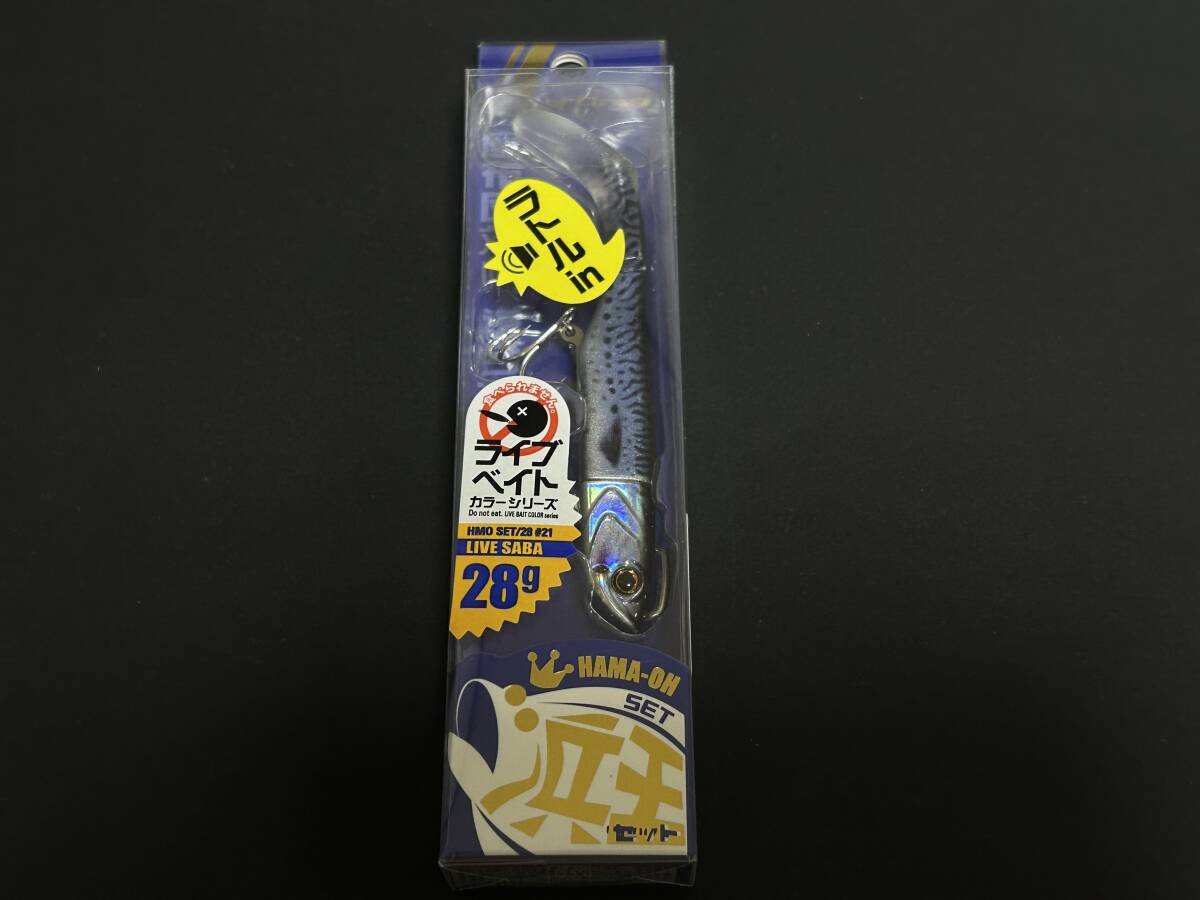 ラトル
in
食べられません。
ライブ
ベイト
カラーシリーズ
Do not eat. LIVE BAIT COLOR series
HMO SET/28 #21
LIVE SABA
28g
HAMA-OH
SET
浜王
セット